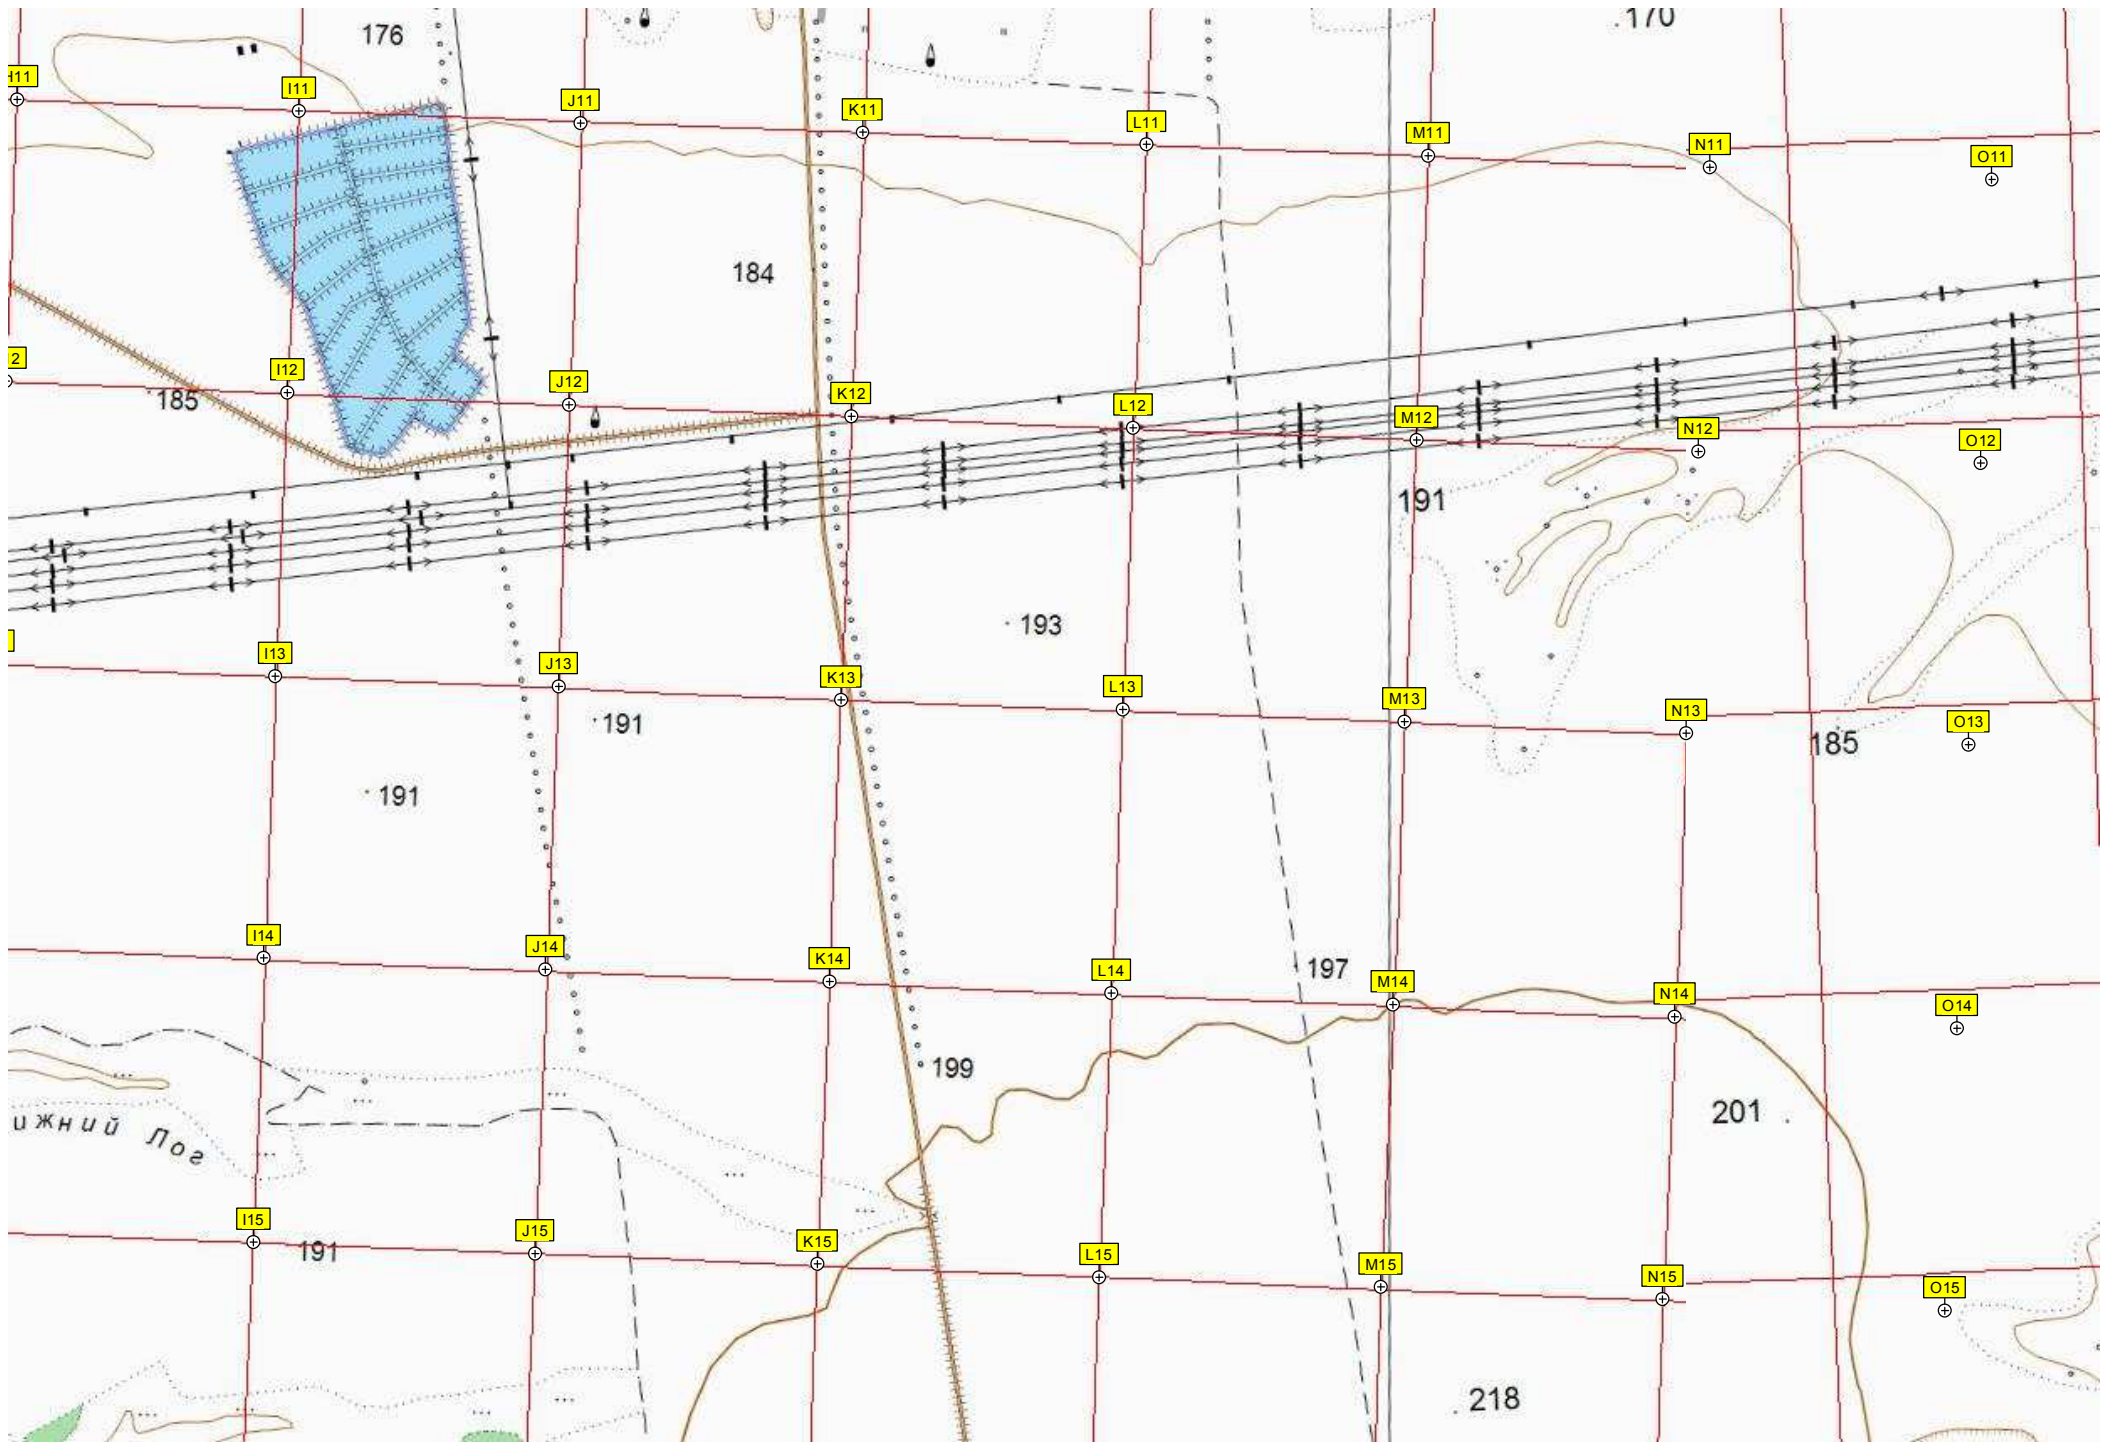 170
176
H11
I11
J11
K11
L11
M11
N11
O11
184
2
I12
J12
K12
L12
M12
N12
O12
185
191
193
I13
J13
K13
L13
M13
N13
O13
191
185
191
I14
J14
K14
L14
197
M14
N14
O14
199
201
ижний Лог
I15
J15
K15
L15
M15
N15
O15
191
218